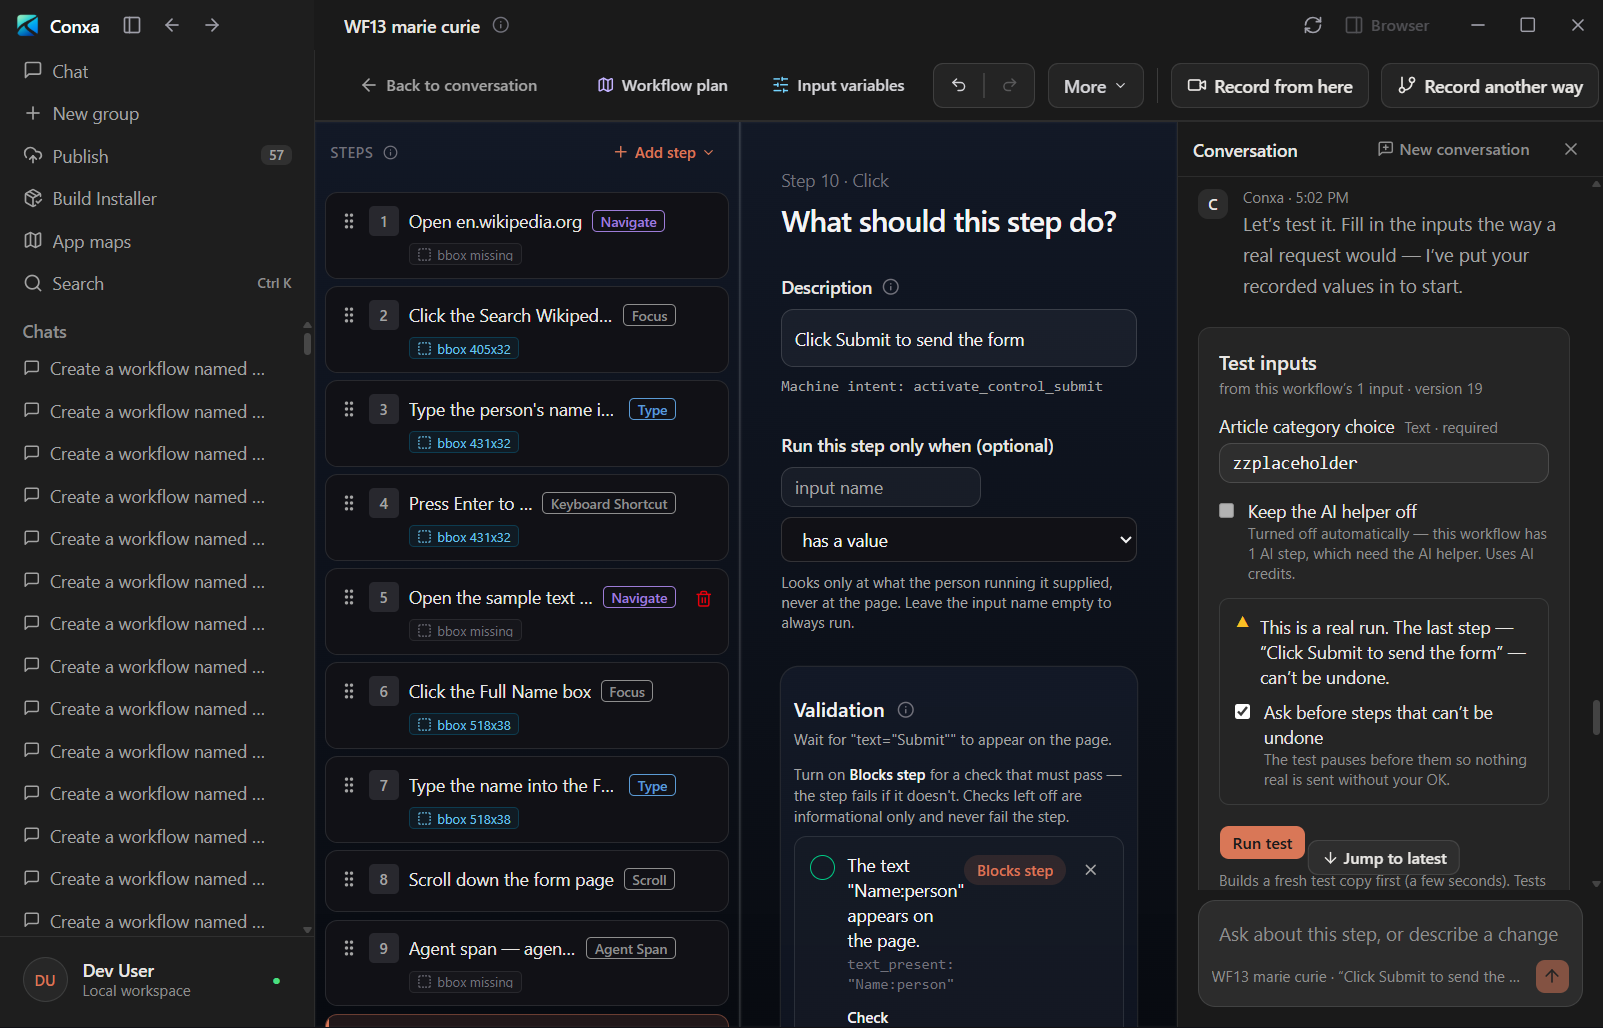 Conxa
WF13 marie curie
Browser
Chat
New group
Publish
57
Build Installer
App maps
Search
Ctrl K
Chats
Create a workflow named ...
Create a workflow named ...
Create a workflow named ...
Create a workflow named ...
Create a workflow named ...
Create a workflow named ...
Create a workflow named ...
Create a workflow named ...
Create a workflow named ...
Create a workflow named ...
Create a workflow named ...
Create a workflow named ...
Create a workflow named ...
Create a workflow named ...
DU
Dev User
Local workspace
Back to conversation
Workflow plan
Input variables
More
Record from here
Record another way
STEPS
Add step
1
Open en.wikipedia.org
Navigate
bbox missing
2
Click the Search Wikiped...
Focus
bbox 405x32
3
Type the person's name i...
Type
bbox 431x32
4
Press Enter to ...
Keyboard Shortcut
bbox 431x32
5
Open the sample text ...
Navigate
bbox missing
6
Click the Full Name box
Focus
bbox 518x38
7
Type the name into the F...
Type
bbox 518x38
8
Scroll down the form page
Scroll
9
Agent span — agen...
Agent Span
bbox missing
Step 10 · Click
What should this step do?
Description
Click Submit to send the form
Machine intent: activate_control_submit
Run this step only when (optional)
input name
has a value
Looks only at what the person running it supplied,
never at the page. Leave the input name empty to
always run.
Validation
Wait for "text="Submit"" to appear on the page.
Turn on Blocks step for a check that must pass —
the step fails if it doesn't. Checks left off are
informational only and never fail the step.
The text
"Name:person"
appears on
the page.
Blocks step
text_present:
"Name:person"
Check
Conversation
New conversation
C
Conxa · 5:02 PM
Let’s test it. Fill in the inputs the way a
real request would — I’ve put your
recorded values in to start.
Test inputs
from this workflow’s 1 input · version 19
Article category choice Text · required
zzplaceholder
Keep the AI helper off
Turned off automatically — this workflow has
1 AI step, which need the AI helper. Uses AI
credits.
This is a real run. The last step —
“Click Submit to send the form” —
can’t be undone.
Ask before steps that can’t be
undone
The test pauses before them so nothing
real is sent without your OK.
Run test
Jump to latest
Builds a fresh test copy first (a few seconds). Tests
Ask about this step, or describe a change
WF13 marie curie · “Click Submit to send the ...